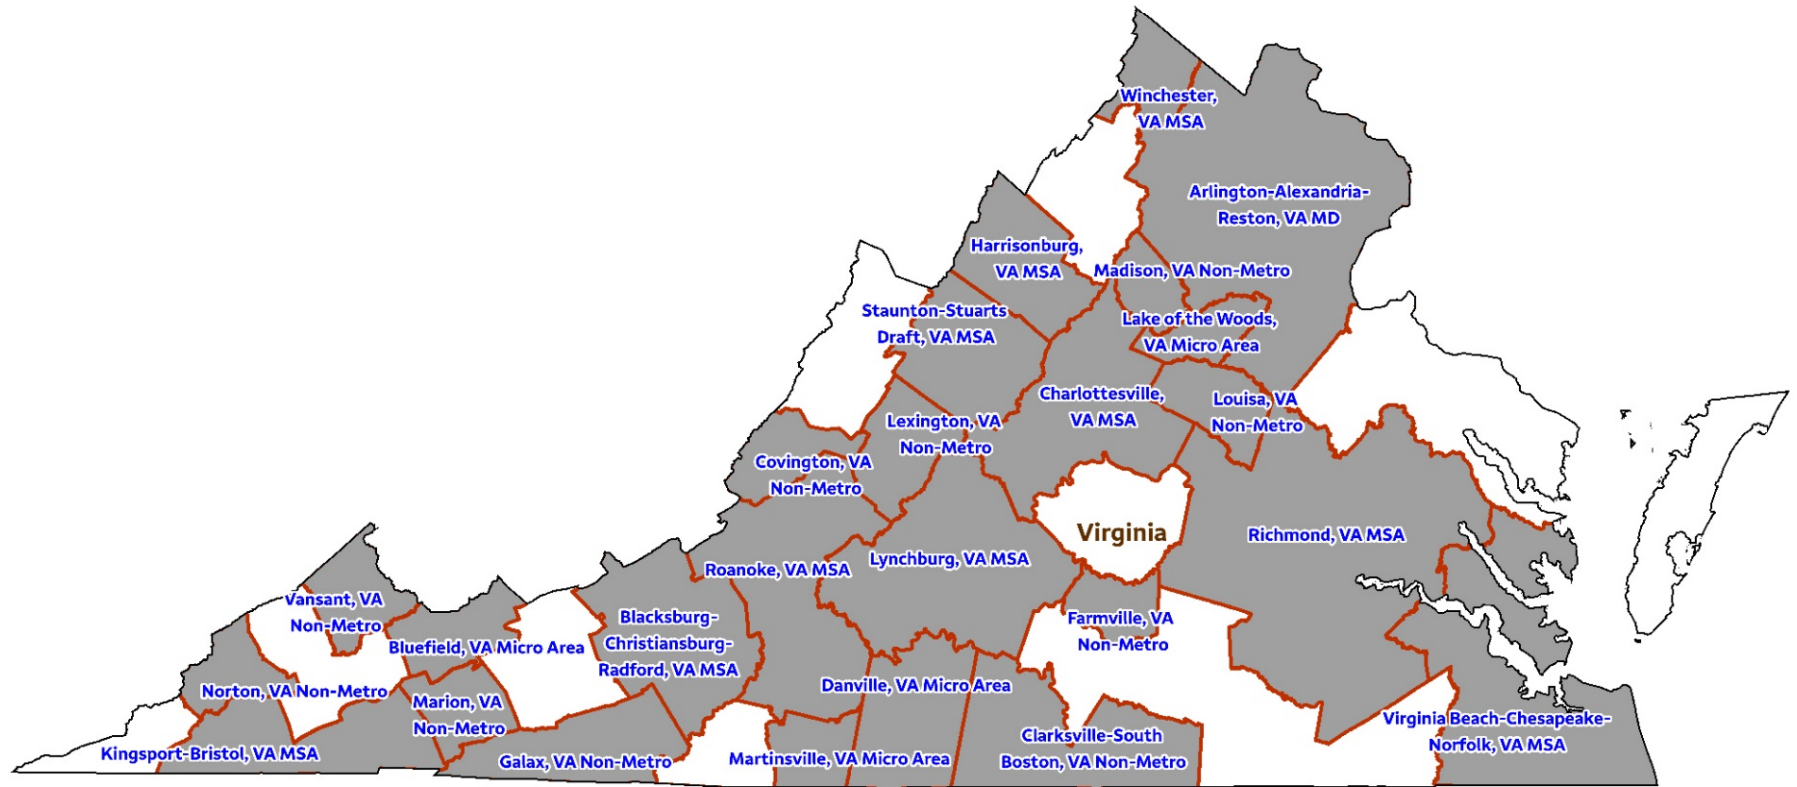 Winchester,
VA MSA
Arlington-Alexandria-
Reston, VA MD
Harrisonburg,
VA MSA
Madison, VA Non-Metro
Staunton-Stuarts
Draft, VA MSA
Lake of the Woods,
VA Micro Area
Charlottesville,
VA MSA
Louisa, VA
Non-Metro
Lexington, VA
Non-Metro
Covington, VA
Non-Metro
Virginia
Richmond, VA MSA
Lynchburg, VA MSA
Roanoke, VA MSA
Vansant, VA
Non-Metro
Blacksburg-
Christiansburg-
Radford, VA MSA
Farmville, VA
Non-Metro
Bluefield, VA Micro Area
Norton, VA Non-Metro
Marion, VA
Non-Metro
Danville, VA Micro Area
Kingsport-Bristol, VA MSA
Galax, VA Non-Metro
Martinsville, VA Micro Area
Clarksville-South
Boston, VA Non-Metro
Virginia Beach-Chesapeake-
Norfolk, VA MSA